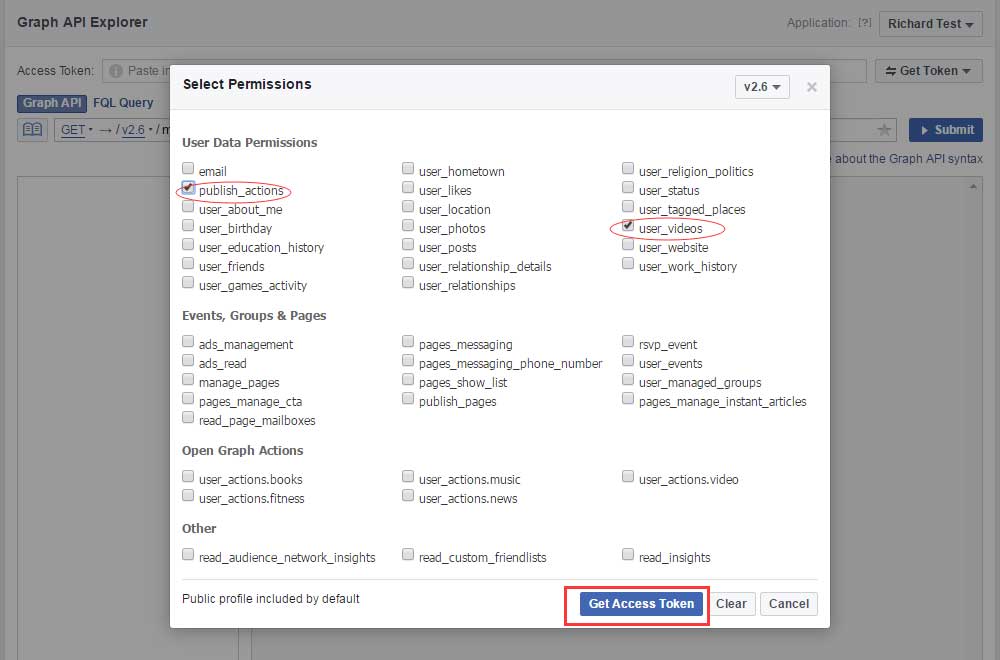 Graph API Explorer
Application: [?] Richard Test
Access Token: Paste in
Get Token
Graph API FQL Query
GET → / v2.6 / m
Submit
about the Graph API syntax
Select Permissions
v2.6
×
User Data Permissions
email user_hometown user_religion_politics
publish_actions user_likes user_status
user_about_me user_location user_tagged_places
user_birthday user_photos user_videos
user_education_history user_posts user_website
user_friends user_relationship_details user_work_history
user_games_activity user_relationships
Events, Groups & Pages
ads_management pages_messaging rsvp_event
ads_read pages_messaging_phone_number user_events
manage_pages pages_show_list user_managed_groups
pages_manage_cta publish_pages pages_manage_instant_articles
read_page_mailboxes
Open Graph Actions
user_actions.books user_actions.music user_actions.video
user_actions.fitness user_actions.news
Other
read_audience_network_insights read_custom_friendlists read_insights
Public profile included by default
Get Access Token Clear Cancel